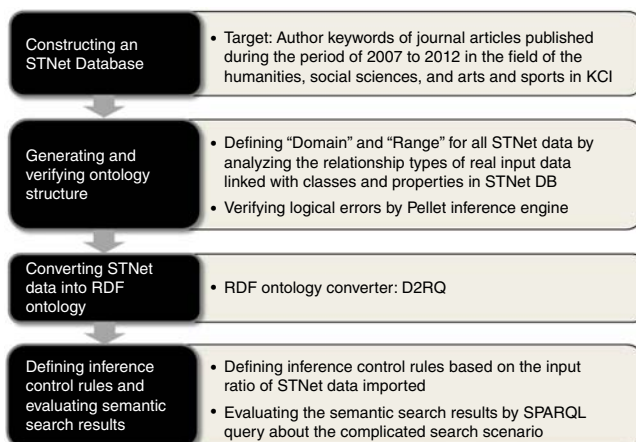 Constructing an
STNet Database
• Target: Author keywords of journal articles published
during the period of 2007 to 2012 in the field of the
humanities, social sciences, and arts and sports in KCI
Generating and
verifying ontology
structure
• Defining “Domain” and “Range” for all STNet data by
analyzing the relationship types of real input data
linked with classes and properties in STNet DB
• Verifying logical errors by Pellet inference engine
Converting STNet
data into RDF
ontology
• RDF ontology converter: D2RQ
Defining inference
control rules and
evaluating semantic
search results
• Defining inference control rules based on the input
ratio of STNet data imported
• Evaluating the semantic search results by SPARQL
query about the complicated search scenario